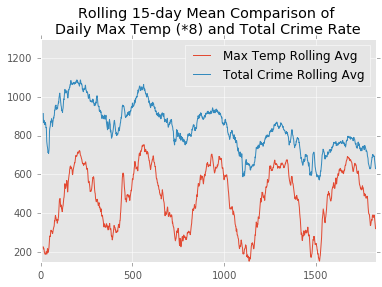 Rolling 15-day Mean Comparison of
Daily Max Temp (*8) and Total Crime Rate
Max Temp Rolling Avg
Total Crime Rolling Avg
1200
1000
800
600
400
200
0 500 1000 1500